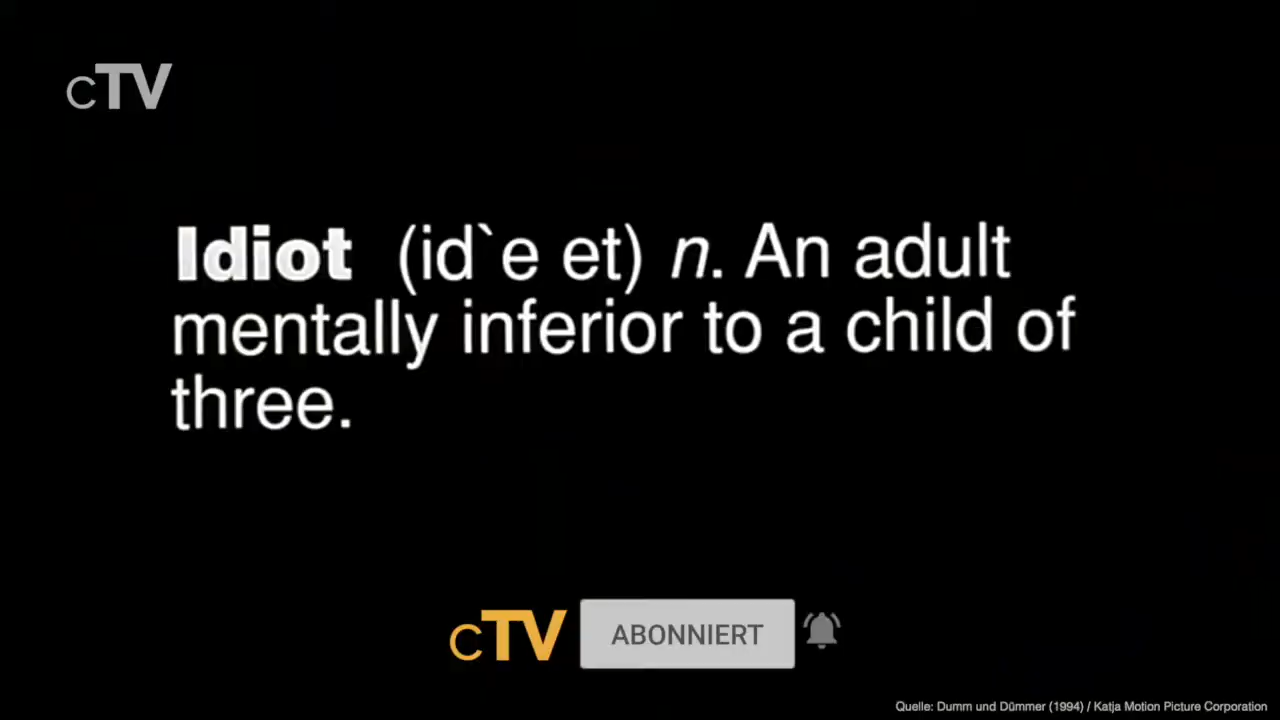 cTV
Idiot (id`e et) n. An adult
mentally inferior to a child of
three.
cTV ABONNIERT
Quelle: Dumm und Dümmer (1994) / Katja Motion Picture Corporation